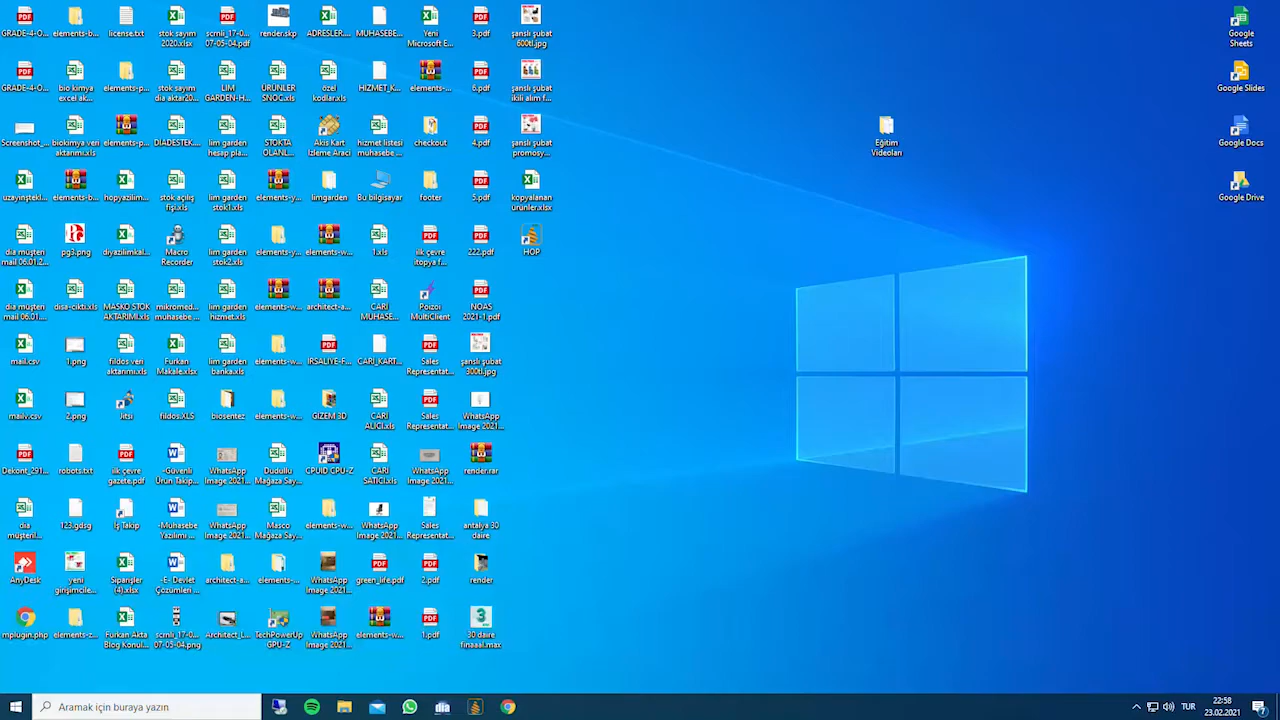 GRADE-4-O...
elements-b...
license.txt
stok sayım
2020.xlsx
scmli_17-0...
07-05-04.pdf
render.skp
ADRESLER....
MUHASEBE...
Yeni
Microsoft E...
3.pdf
şanslı şubat
600tl.jpg
Google
Sheets
GRADE-4-O...
bio kimya
excel ak...
elements-p...
stok sayım
dia aktar20...
LİM
GARDEN-H...
ÜRÜNLER
SNOC.xls
özel
kodlar.xls
HIZMET_K...
elements-...
6.pdf
şanslı şubat
ikili alım f...
Google Slides
Screenshot_...
biokimya veri
aktarımı.xls
elements-p...
DIADESTEK....
lim garden
hesap pla...
STOKTA
OLANL...
Akis Kart
İzleme Aracı
hizmet listesi
muhasebe ...
checkout
4.pdf
şanslı şubat
promosy...
Eğitim
Videoları
Google Docs
uzayınştekl...
elements-b...
hopyazılım...
stok açılış
fişi.xls
lim garden
stok1.xls
elements-y...
limgarden
Bu bilgisayar
footer
5.pdf
kopyalanan
ürünler.xlsx
Google Drive
dia müşteri
mail 06.01.2...
pg3.png
diyazilimkal...
Macro
Recorder
lim garden
stok2.xls
elements-y...
elements-w...
1.xls
ilk çevre
itopya f...
222.pdf
HOP
dia müşteri
mail 06.01....
disa-cikti.xls
MASKO STOK
AKTARIMI.xls
mikromed...
muhasebe ...
lim garden
hizmet.xls
elements-w...
architect-a...
CARİ
MUHASE...
Poizoi
MultiClient
NOAS
2021-1.pdf
mail.csv
1.png
fildos veri
aktarımı.xls
Furkan
Makale.xlsx
lim garden
banka.xls
elements-w...
IRSALIYE-F...
CARI_KART...
Sales
Representat...
şanslı şubat
300tl.jpg
mailv.csv
2.png
Jitsi
fildos.XLS
biosentez
elements-w...
GİZEM 3D
CARİ
ALICI.xls
Sales
Representat...
WhatsApp
Image 2021...
Dekont_291...
robots.txt
ilk çevre
gazete.pdf
-Güvenli
Ürün Takip...
WhatsApp
Image 2021...
Dudullu
Mağaza Say...
CPUID CPU-Z
CARİ
SATICI.xls
WhatsApp
Image 2021...
render.rar
dia
müşteril...
123.gdsg
İş Takip
-Muhasebe
Yazılımı ...
WhatsApp
Image 2021...
Masco
Mağaza Say...
elements-w...
WhatsApp
Image 2021...
Sales
Representat...
antalya 30
daire
AnyDesk
yeni
girişimcile...
Siparişler
(4).xlsx
-E- Devlet
Çözümleri ...
architect-a...
elements-...
WhatsApp
Image 2021...
green_life.pdf
2.pdf
render
mplugin.php
elements-z...
Furkan Akta
Blog Konul...
scmli_17-0...
07-05-04.png
Architect_L...
TechPowerUp
GPU-Z
WhatsApp
Image 2021...
elements-w...
1.pdf
30 daire
finaaal.max
Aramak için buraya yazın
TUR
22:58
23.02.2021